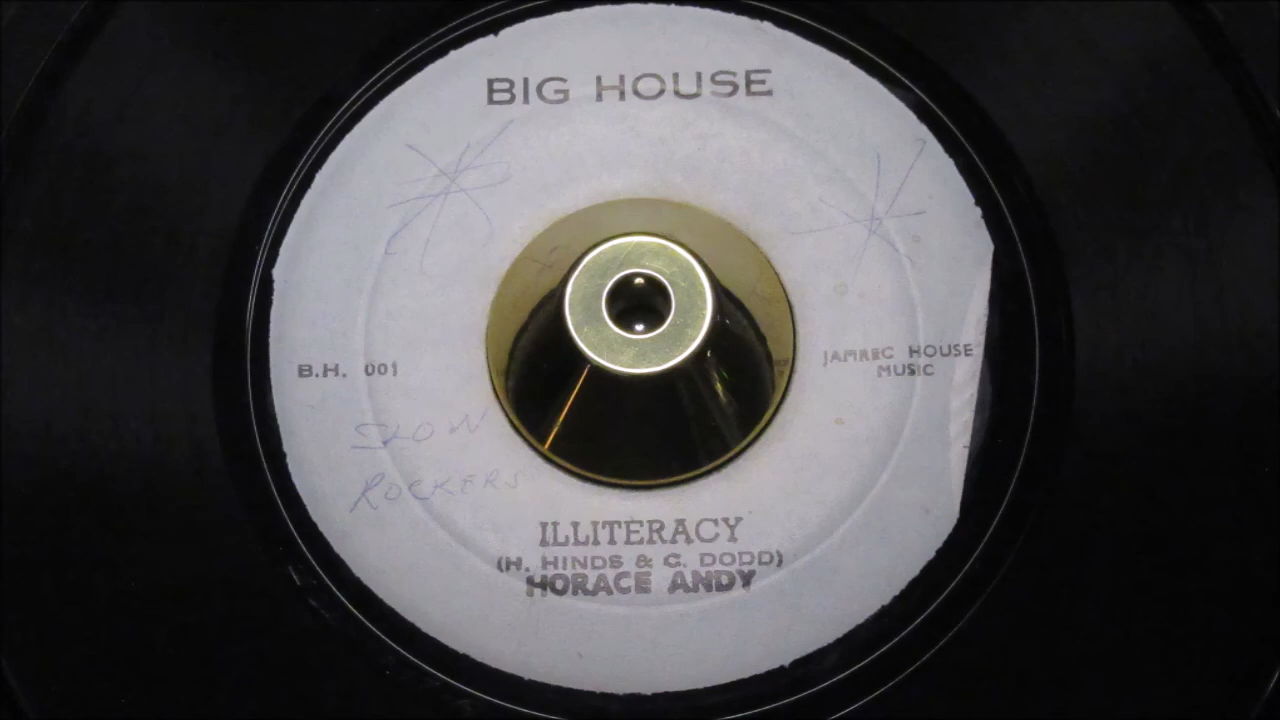 BIG HOUSE
B.H. 001
JAMREC HOUSE
MUSIC
SLOW
ROCKERS
ILLITERACY
(H. HINDS & C. DODD)
HORACE ANDY